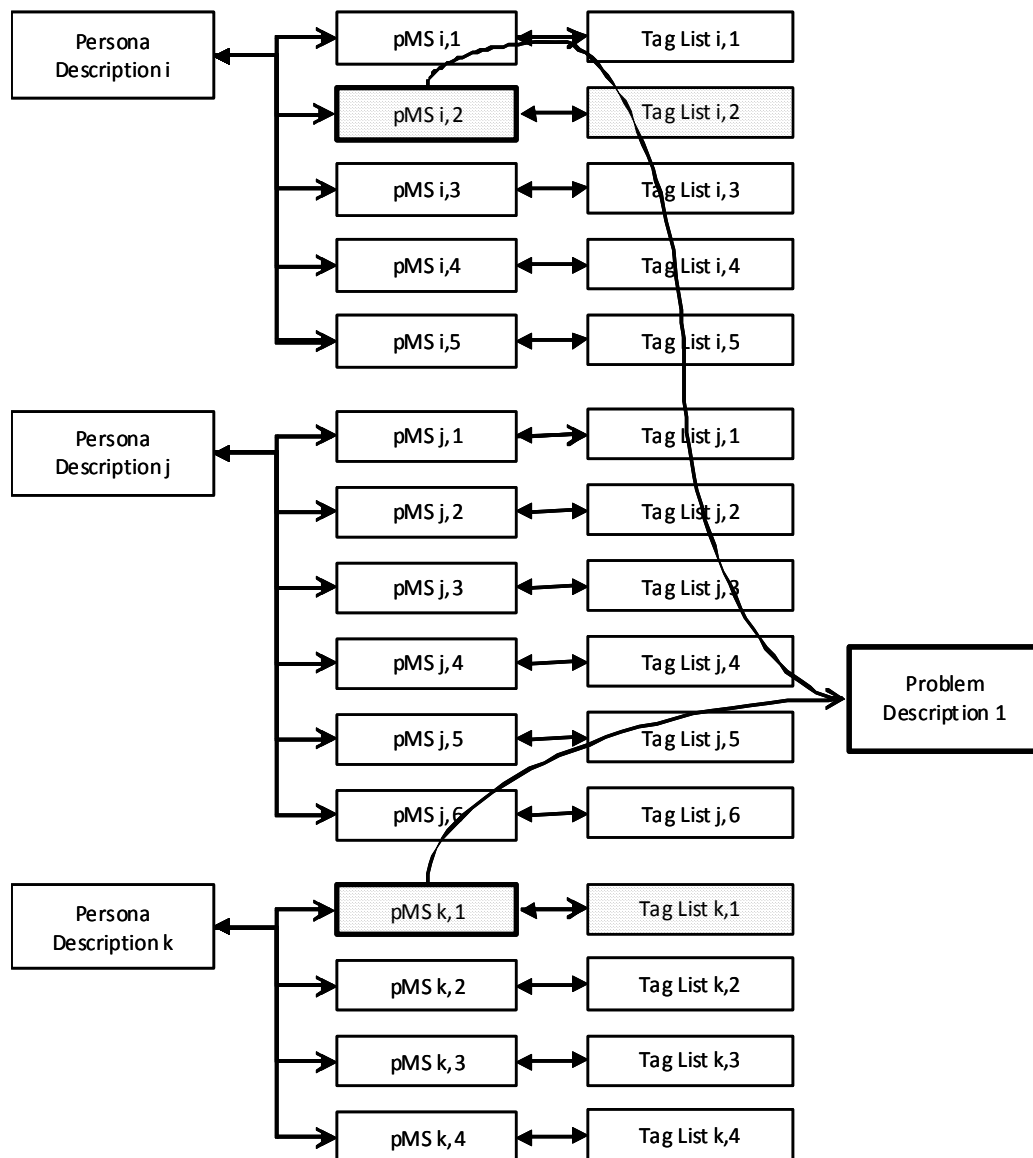 Persona
Description i
pMS i,1
Tag List i,1
pMS i,2
Tag List i,2
pMS i,3
Tag List i,3
pMS i,4
Tag List i,4
pMS i,5
Tag List i,5
Persona
Description j
pMS j,1
Tag List j,1
pMS j,2
Tag List j,2
pMS j,3
Tag List j,3
pMS j,4
Tag List j,4
pMS j,5
Tag List j,5
pMS j,6
Tag List j,6
Problem
Description 1
Persona
Description k
pMS k,1
Tag List k,1
pMS k,2
Tag List k,2
pMS k,3
Tag List k,3
pMS k,4
Tag List k,4